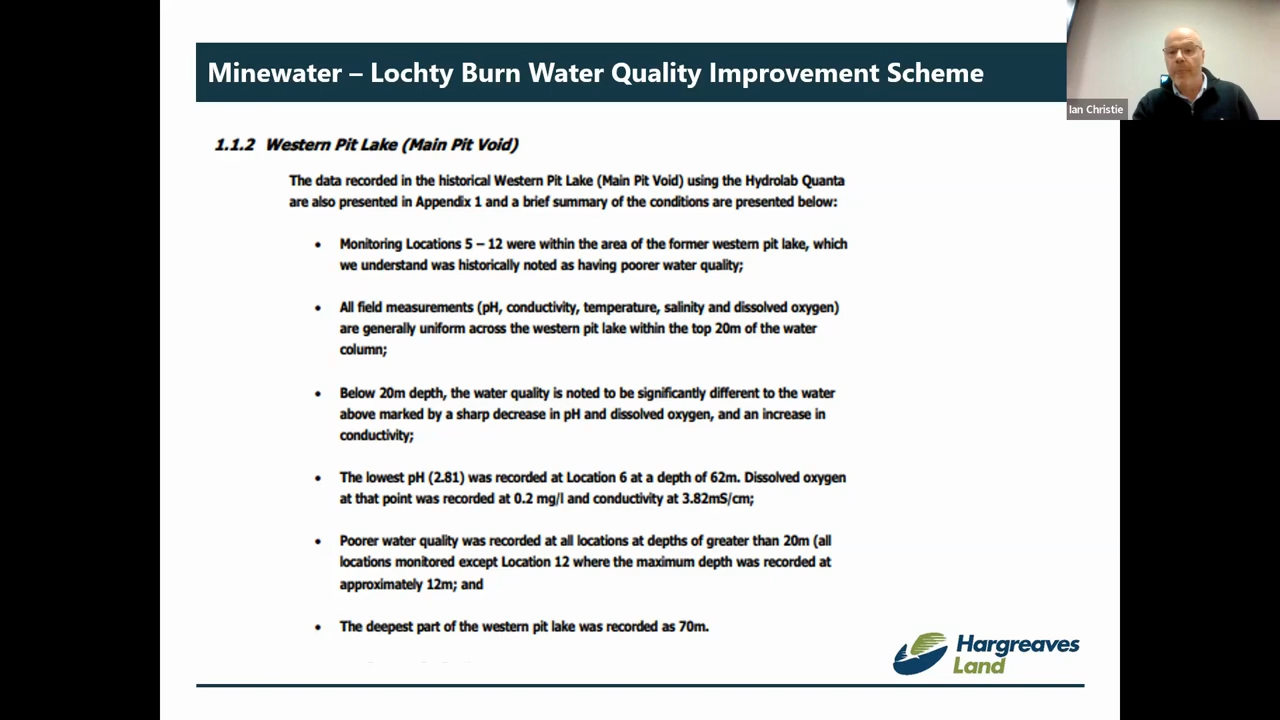 Minewater – Lochty Burn Water Quality Improvement Scheme
Ian Christie
1.1.2 Western Pit Lake (Main Pit Void)
The data recorded in the historical Western Pit Lake (Main Pit Void) using the Hydrolab Quanta
are also presented in Appendix 1 and a brief summary of the conditions are presented below:
• Monitoring Locations 5 – 12 were within the area of the former western pit lake, which
we understand was historically noted as having poorer water quality;
• All field measurements (pH, conductivity, temperature, salinity and dissolved oxygen)
are generally uniform across the western pit lake within the top 20m of the water
column;
• Below 20m depth, the water quality is noted to be significantly different to the water
above marked by a sharp decrease in pH and dissolved oxygen, and an increase in
conductivity;
• The lowest pH (2.81) was recorded at Location 6 at a depth of 62m. Dissolved oxygen
at that point was recorded at 0.2 mg/l and conductivity at 3.82mS/cm;
• Poorer water quality was recorded at all locations at depths of greater than 20m (all
locations monitored except Location 12 where the maximum depth was recorded at
approximately 12m; and
• The deepest part of the western pit lake was recorded as 70m.
Hargreaves
Land